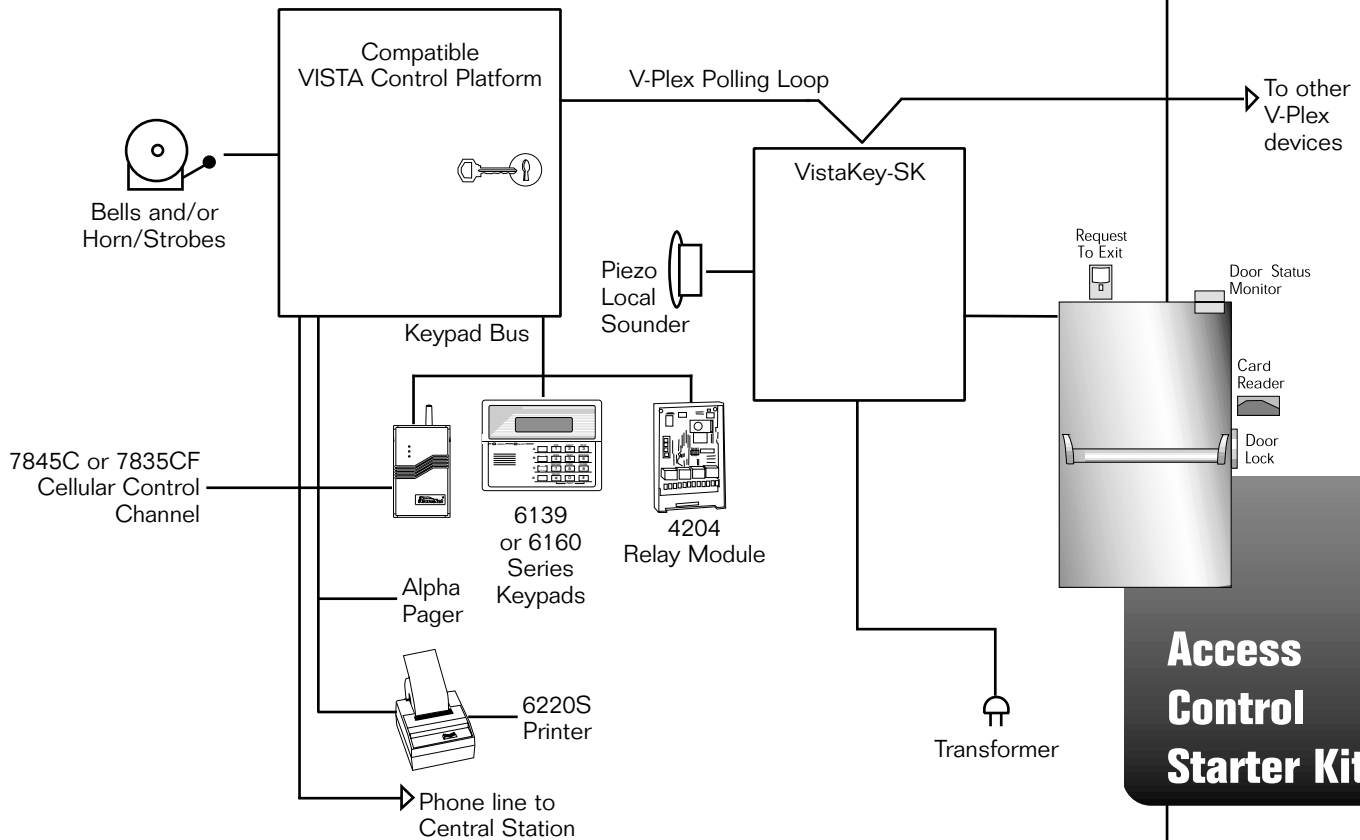 Compatible
VISTA Control Platform
V-Plex Polling Loop
To other
V-Plex
devices
Bells and/or
Horn/Strobes
VistaKey-SK
Piezo
Local
Sounder
Request
To Exit
Door Status
Monitor
Card
Reader
Door
Lock
Keypad Bus
7845C or 7835CF
Cellular Control
Channel
6139
or 6160
Series
Keypads
4204
Relay Module
Alpha
Pager
6220S
Printer
Transformer
Phone line to
Central Station
Access
Control
Starter Kit